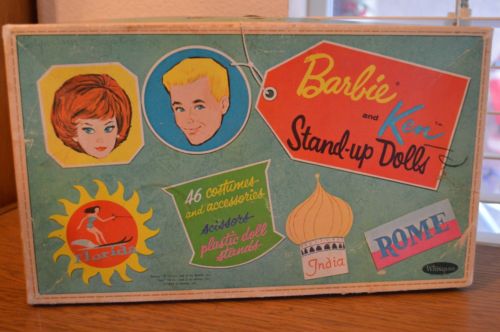 Barbie
and
Ken
Stand-up Dolls
46 costumes
and accessories
scissors
plastic doll
stands
Florida
India
ROME
Whitman